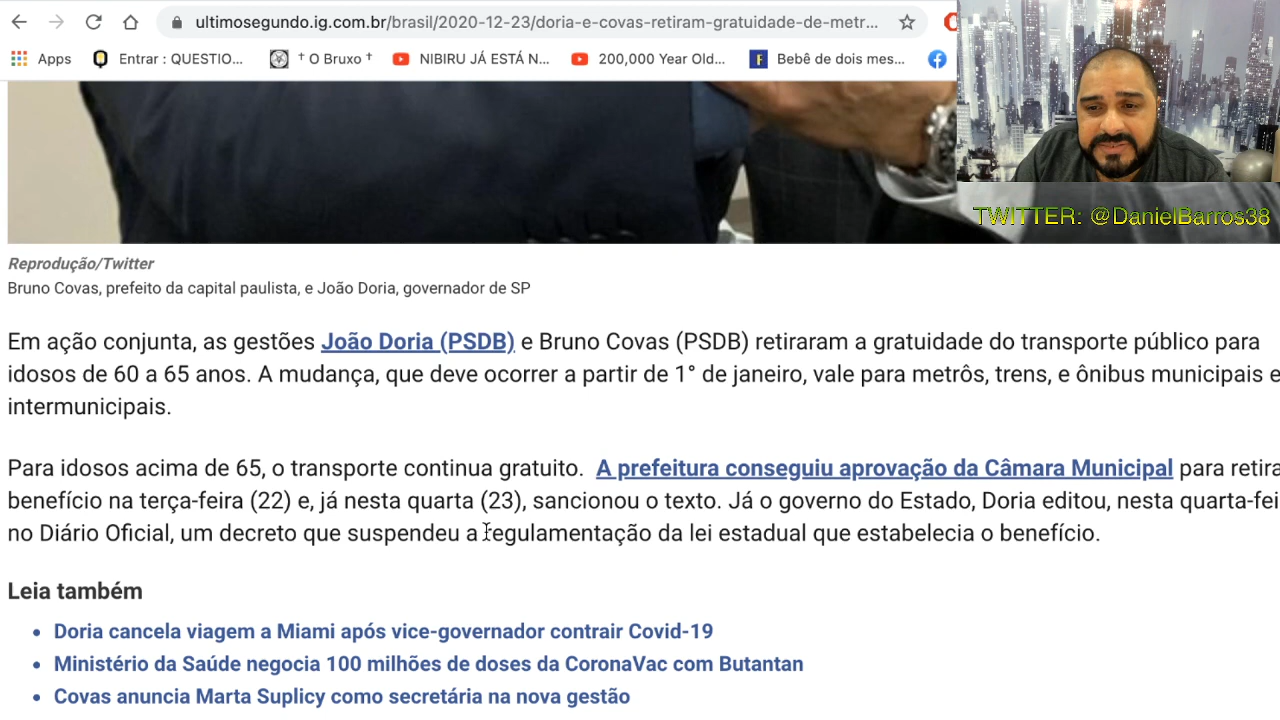 ultimosegundo.ig.com.br/brasil/2020-12-23/doria-e-covas-retiram-gratuidade-de-metr...
Apps Entrar : QUESTIO... † O Bruxo † NIBIRU JÁ ESTÁ N... 200,000 Year Old... Bebê de dois mes...
TWITTER: @DanielBarros38
Reprodução/Twitter
Bruno Covas, prefeito da capital paulista, e João Doria, governador de SP
Em ação conjunta, as gestões João Doria (PSDB) e Bruno Covas (PSDB) retiraram a gratuidade do transporte público para
idosos de 60 a 65 anos. A mudança, que deve ocorrer a partir de 1° de janeiro, vale para metrôs, trens, e ônibus municipais e
intermunicipais.
Para idosos acima de 65, o transporte continua gratuito. A prefeitura conseguiu aprovação da Câmara Municipal para retira
benefício na terça-feira (22) e, já nesta quarta (23), sancionou o texto. Já o governo do Estado, Doria editou, nesta quarta-fei
no Diário Oficial, um decreto que suspendeu a regulamentação da lei estadual que estabelecia o benefício.
Leia também
• Doria cancela viagem a Miami após vice-governador contrair Covid-19
• Ministério da Saúde negocia 100 milhões de doses da CoronaVac com Butantan
• Covas anuncia Marta Suplicy como secretária na nova gestão